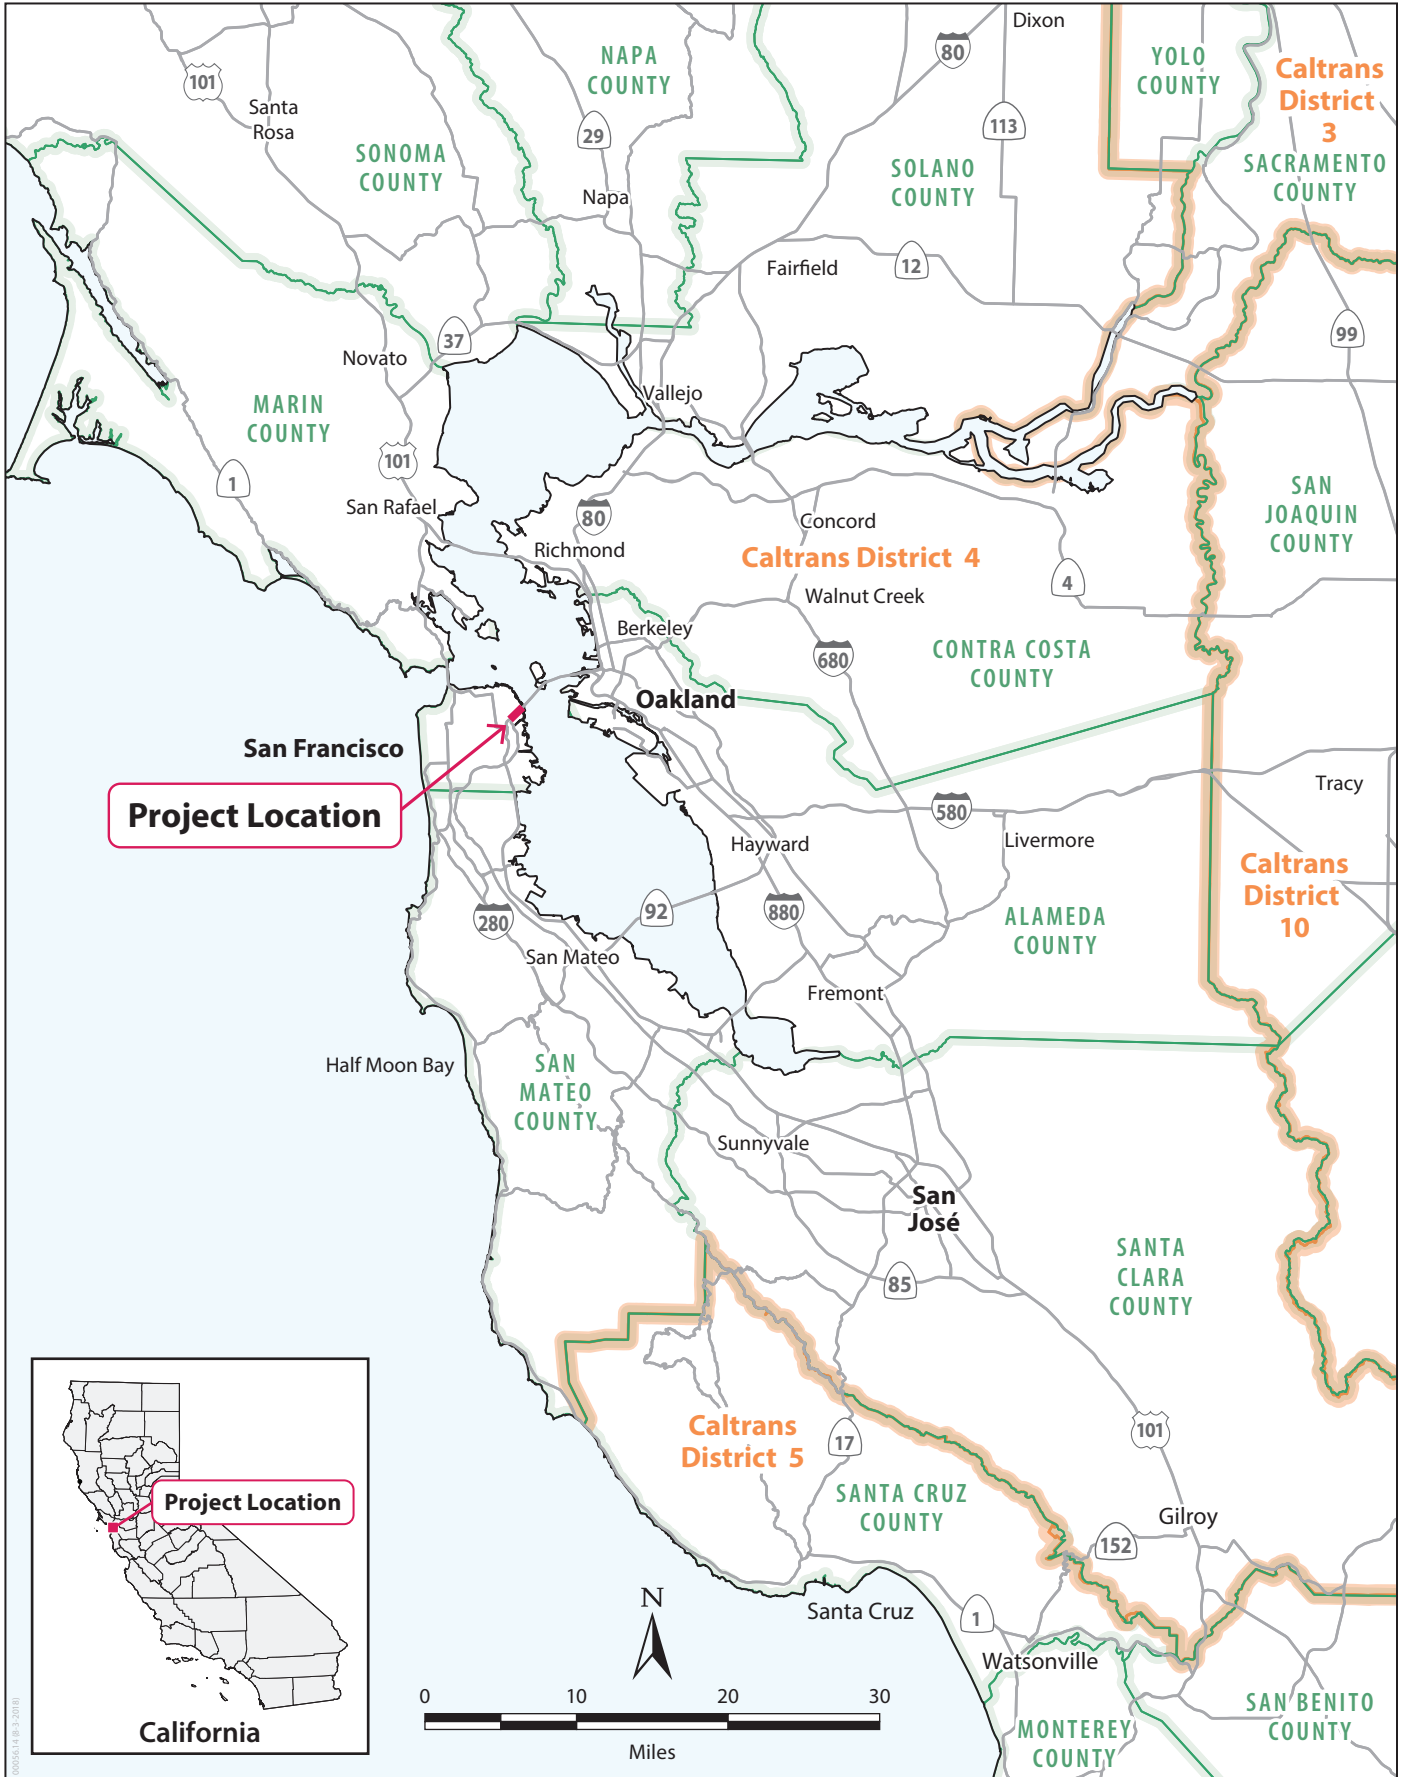 Dixon
80
NAPA
COUNTY
YOLO
COUNTY
Caltrans
District
3
101
Santa
Rosa
29
113
SONOMA
COUNTY
SOLANO
COUNTY
SACRAMENTO
COUNTY
Napa
Fairfield
12
99
37
Novato
Vallejo
MARIN
COUNTY
101
1
San Rafael
80
Concord
SAN
JOAQUIN
COUNTY
Richmond
Caltrans District 4
4
Walnut Creek
Berkeley
680
CONTRA COSTA
COUNTY
Oakland
San Francisco
Project Location
Tracy
580
Hayward
Livermore
Caltrans
District
10
280
92
880
ALAMEDA
COUNTY
San Mateo
Fremont
Half Moon Bay
SAN
MATEO
COUNTY
Sunnyvale
San
José
85
SANTA
CLARA
COUNTY
Caltrans
District 5
17
101
SANTA CRUZ
COUNTY
Gilroy
152
Santa Cruz
1
Watsonville
SAN BENITO
COUNTY
MONTEREY
COUNTY
Project Location
California
N
0 10 20 30
Miles
00056.14 (8-3-2018)